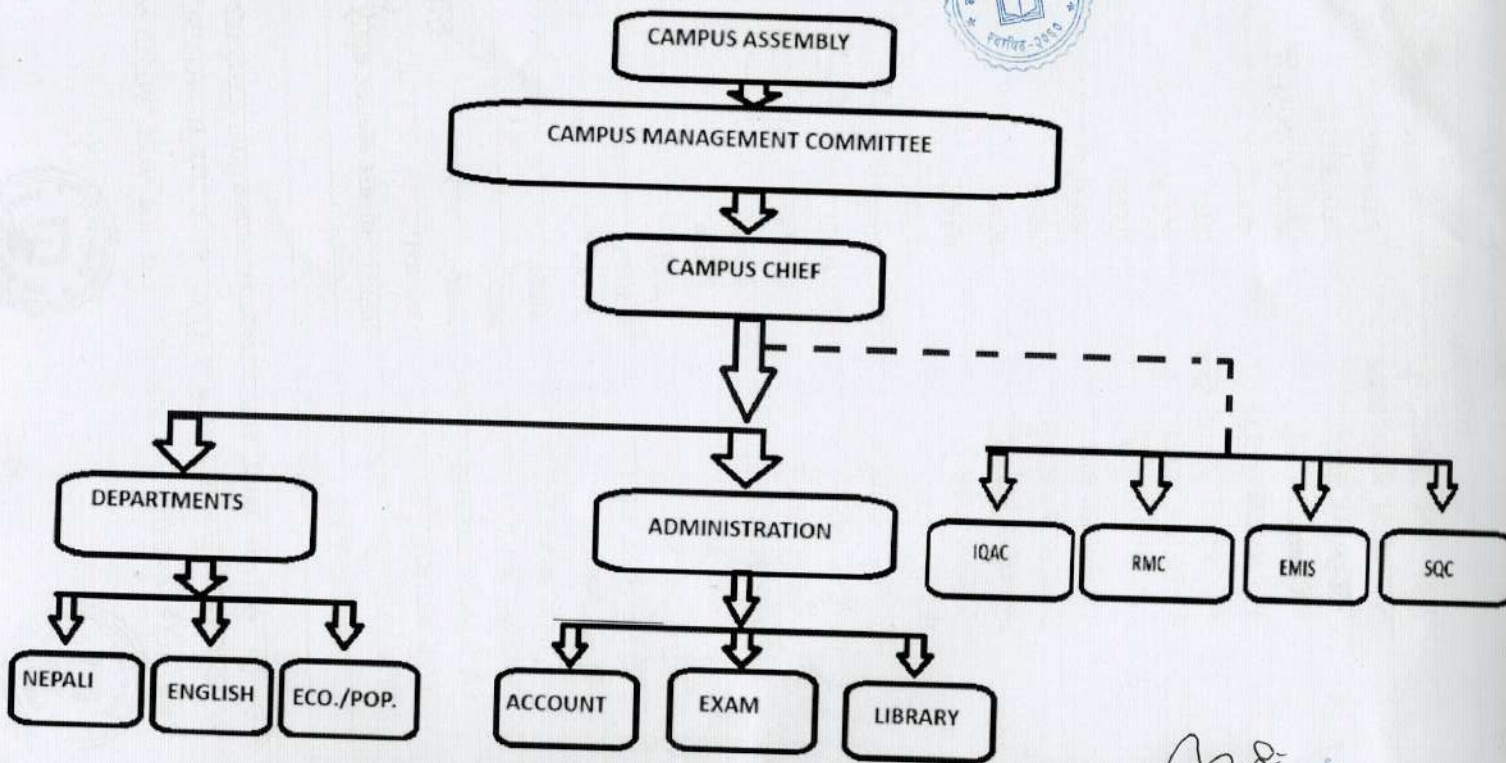 CAMPUS ASSEMBLY
स्थापित-२०६०
CAMPUS MANAGEMENT COMMITTEE
CAMPUS CHIEF
DEPARTMENTS
ADMINISTRATION
IQAC
RMC
EMIS
SQC
NEPALI
ENGLISH
ECO./POP.
ACCOUNT
EXAM
LIBRARY